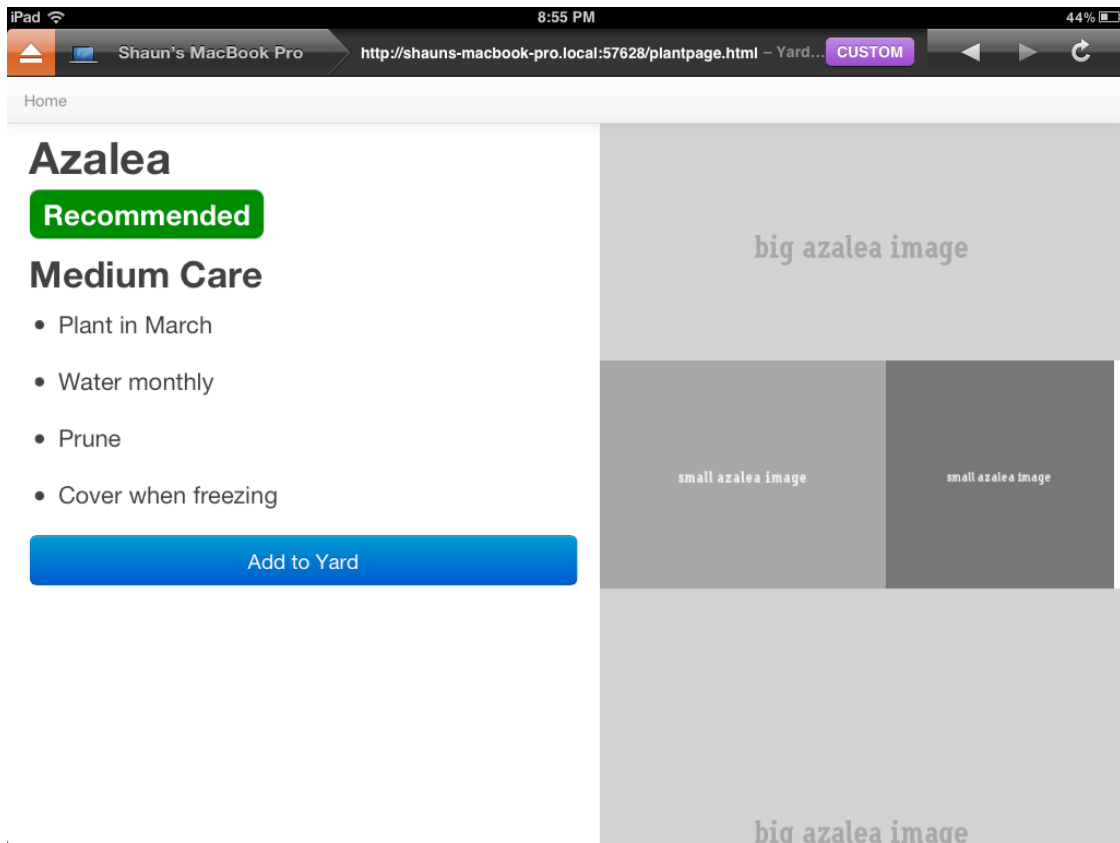 iPad 8:55 PM 44%
Shaun's MacBook Pro http://shauns-macbook-pro.local:57628/plantpage.html – Yard... CUSTOM
Home
Azalea
Recommended
Medium Care
• Plant in March
• Water monthly
• Prune
• Cover when freezing
Add to Yard
big azalea image
small azalea image small azalea image
big azalea image